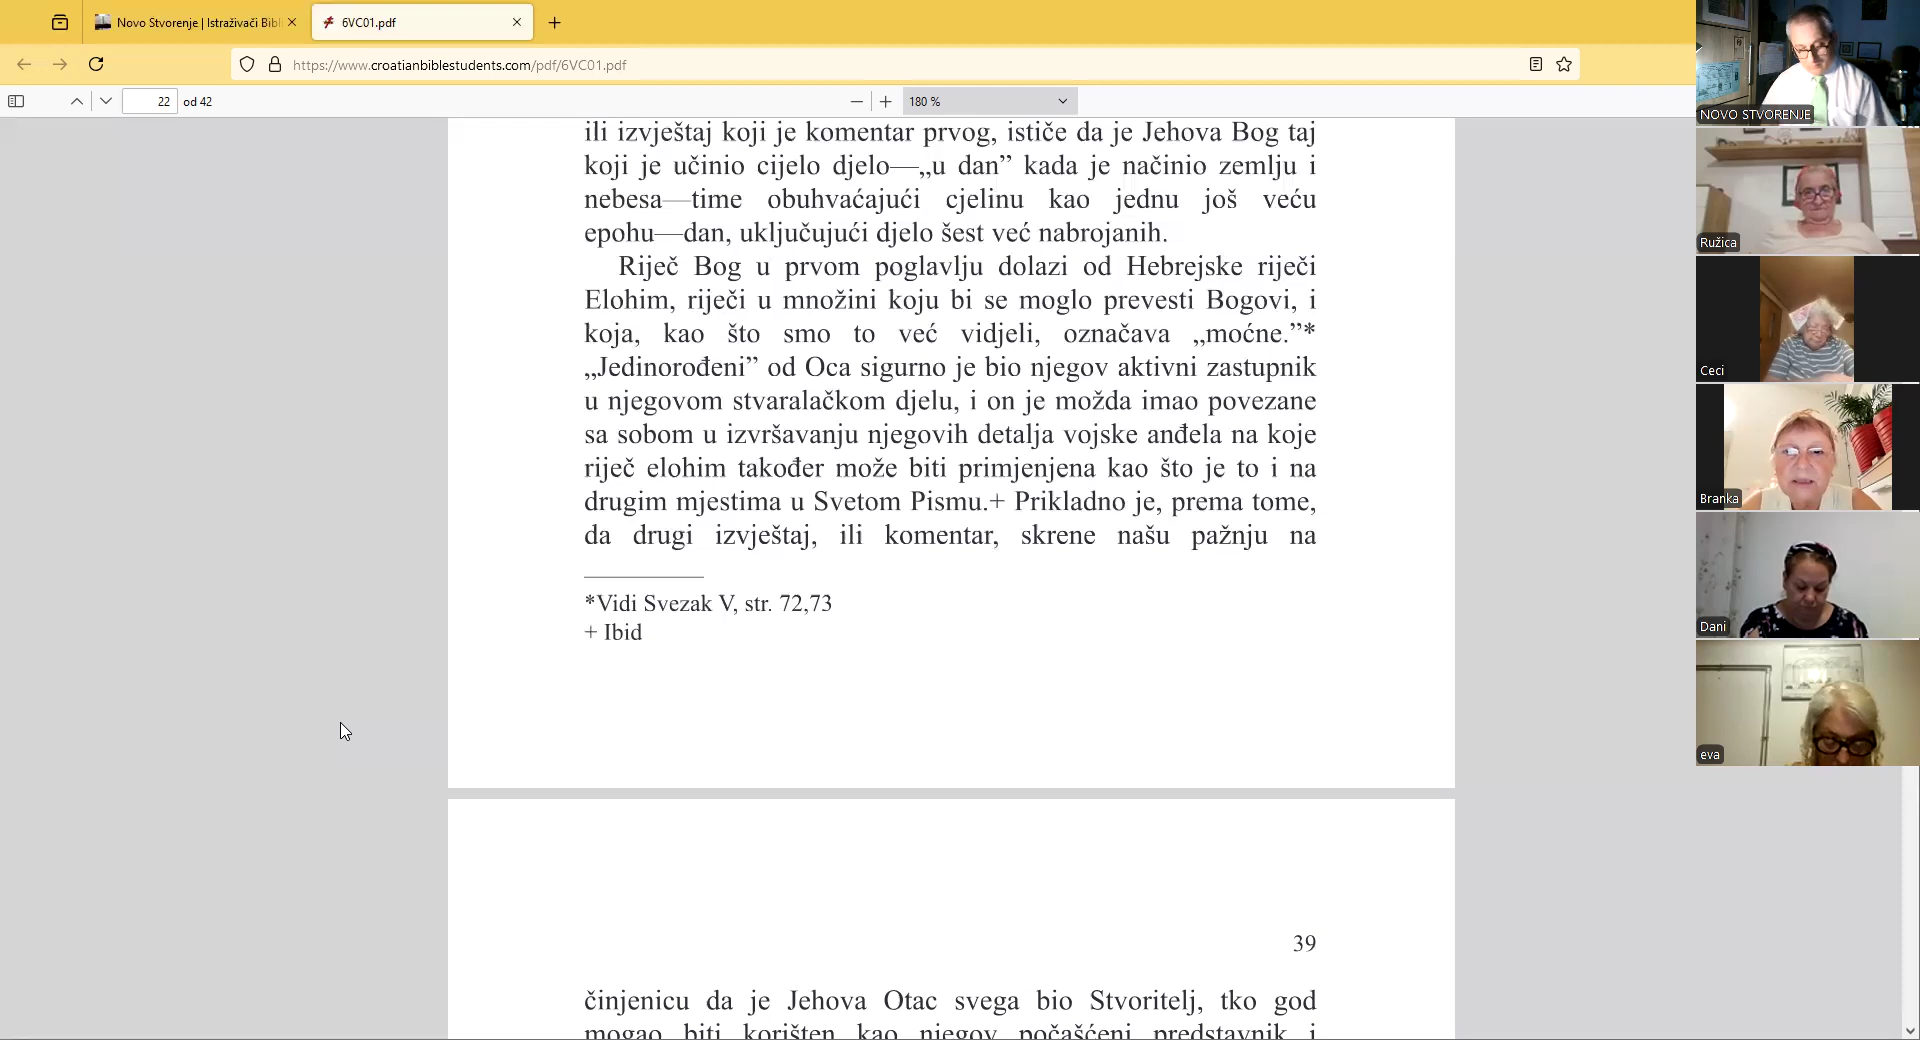 Novo Stvorenje | Istraživači Bibl
6VC01.pdf
https://www.croatianbiblestudents.com/pdf/6VC01.pdf
22 od 42
180 %
ili izvještaj koji je komentar prvog, ističe da je Jehova Bog taj
koji je učinio cijelo djelo—„u dan” kada je načinio zemlju i
nebesa—time obuhvaćajući cjelinu kao jednu još veću
epohu—dan, uključujući djelo šest već nabrojanih.
Riječ Bog u prvom poglavlju dolazi od Hebrejske riječi
Elohim, riječi u množini koju bi se moglo prevesti Bogovi, i
koja, kao što smo to već vidjeli, označava „moćne.”*
„Jedinorođeni” od Oca sigurno je bio njegov aktivni zastupnik
u njegovom stvaralačkom djelu, i on je možda imao povezane
sa sobom u izvršavanju njegovih detalja vojske anđela na koje
riječ elohim također može biti primjenjena kao što je to i na
drugim mjestima u Svetom Pismu.+ Prikladno je, prema tome,
da drugi izvještaj, ili komentar, skrene našu pažnju na
*Vidi Svezak V, str. 72,73
+ Ibid
39
činjenicu da je Jehova Otac svega bio Stvoritelj, tko god
mogao biti korišten kao njegov počašćeni predstavnik i
NOVO STVORENJE
Ružica
Ceci
Branka
Dani
eva